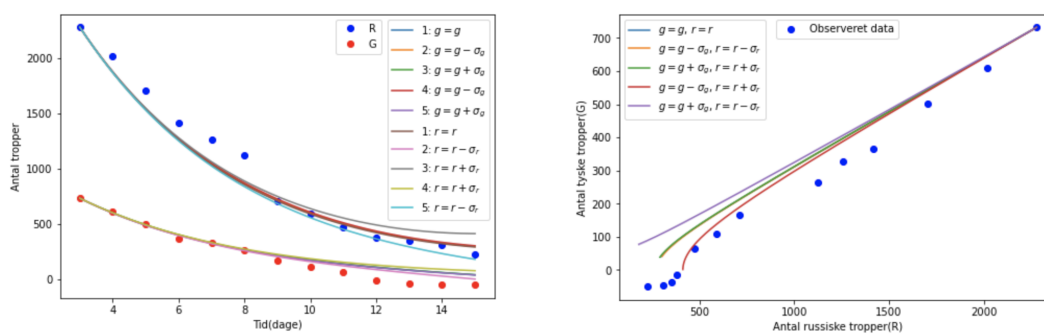 R
G
1: g = g
2: g = g − σg
3: g = g + σg
4: g = g − σg
5: g = g + σg
1: r = r
2: r = r − σr
3: r = r + σr
4: r = r + σr
5: r = r − σr
Antal tropper
2000
1500
1000
500
0
4
6
8
10
12
14
Tid(dage)
g = g, r = r
g = g − σg, r = r − σr
g = g + σg, r = r + σr
g = g − σg, r = r + σr
g = g + σg, r = r − σr
Observeret data
Antal tyske tropper(G)
700
600
500
400
300
200
100
0
500
1000
1500
2000
Antal russiske tropper(R)